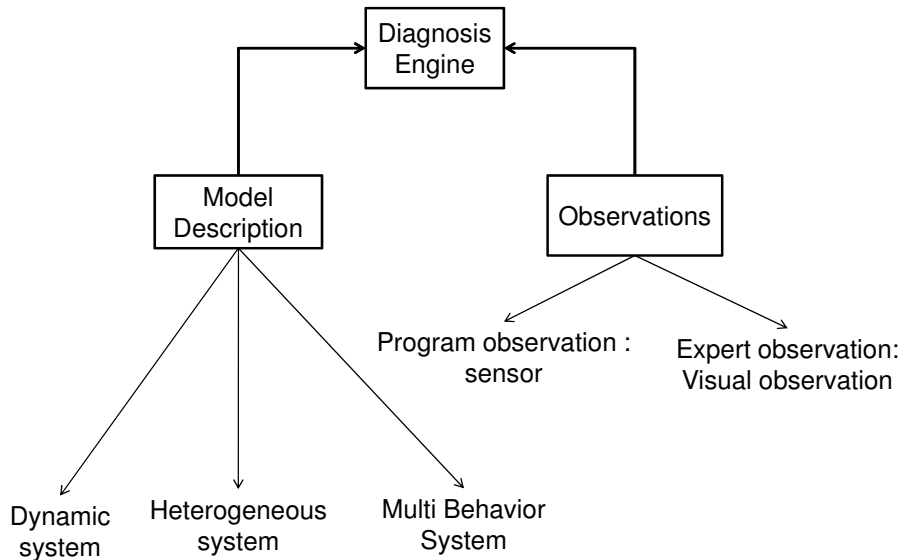 Diagnosis
Engine
Model
Description
Observations
Program observation :
sensor
Expert observation:
Visual observation
Dynamic
system
Heterogeneous
system
Multi Behavior
System